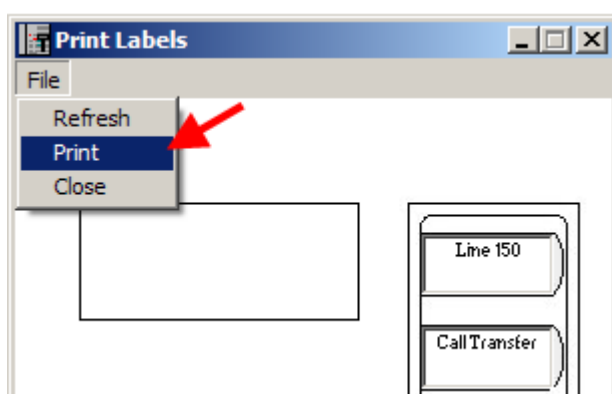 Print Labels
File
Refresh
Print
Close
Line 150
Call Transfer